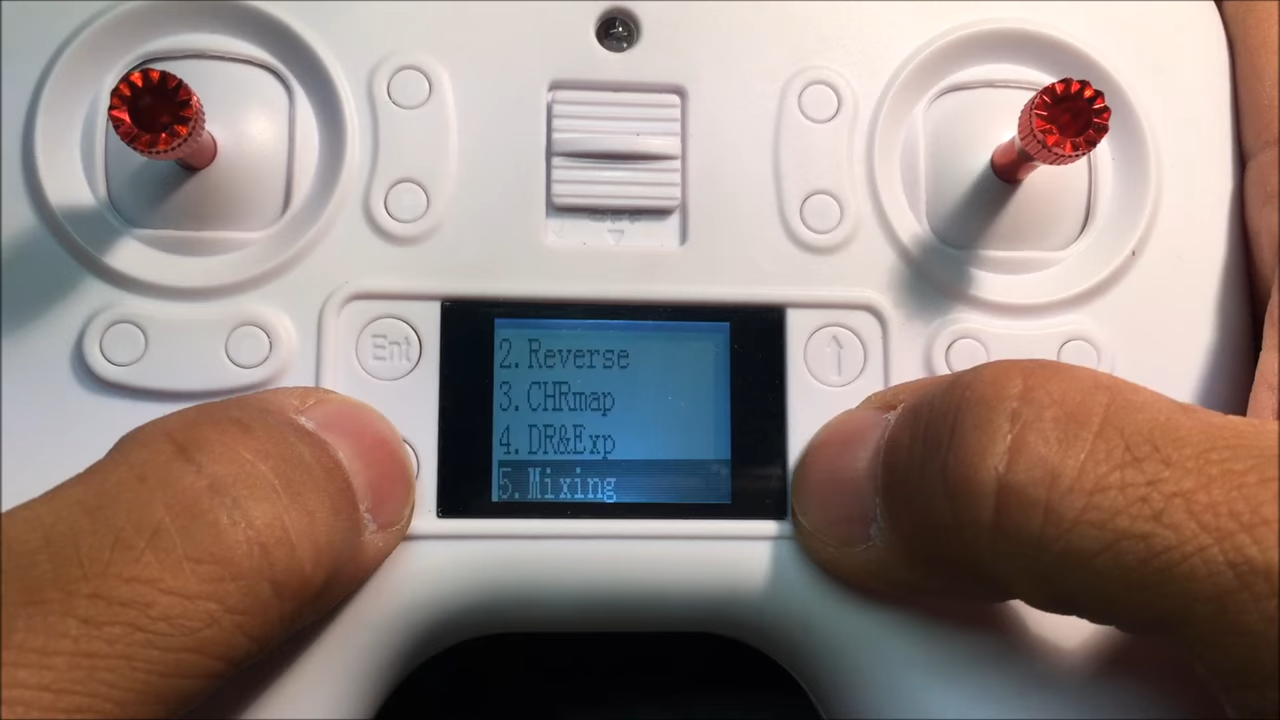 Ent
↑
2.Reverse
3.CHRmap
4.DR&Exp
5.Mixing